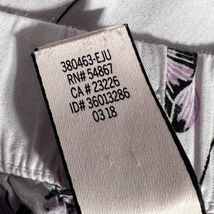 380463-EJU
RN# 54867
CA # 23226
ID# 36013286
03 18